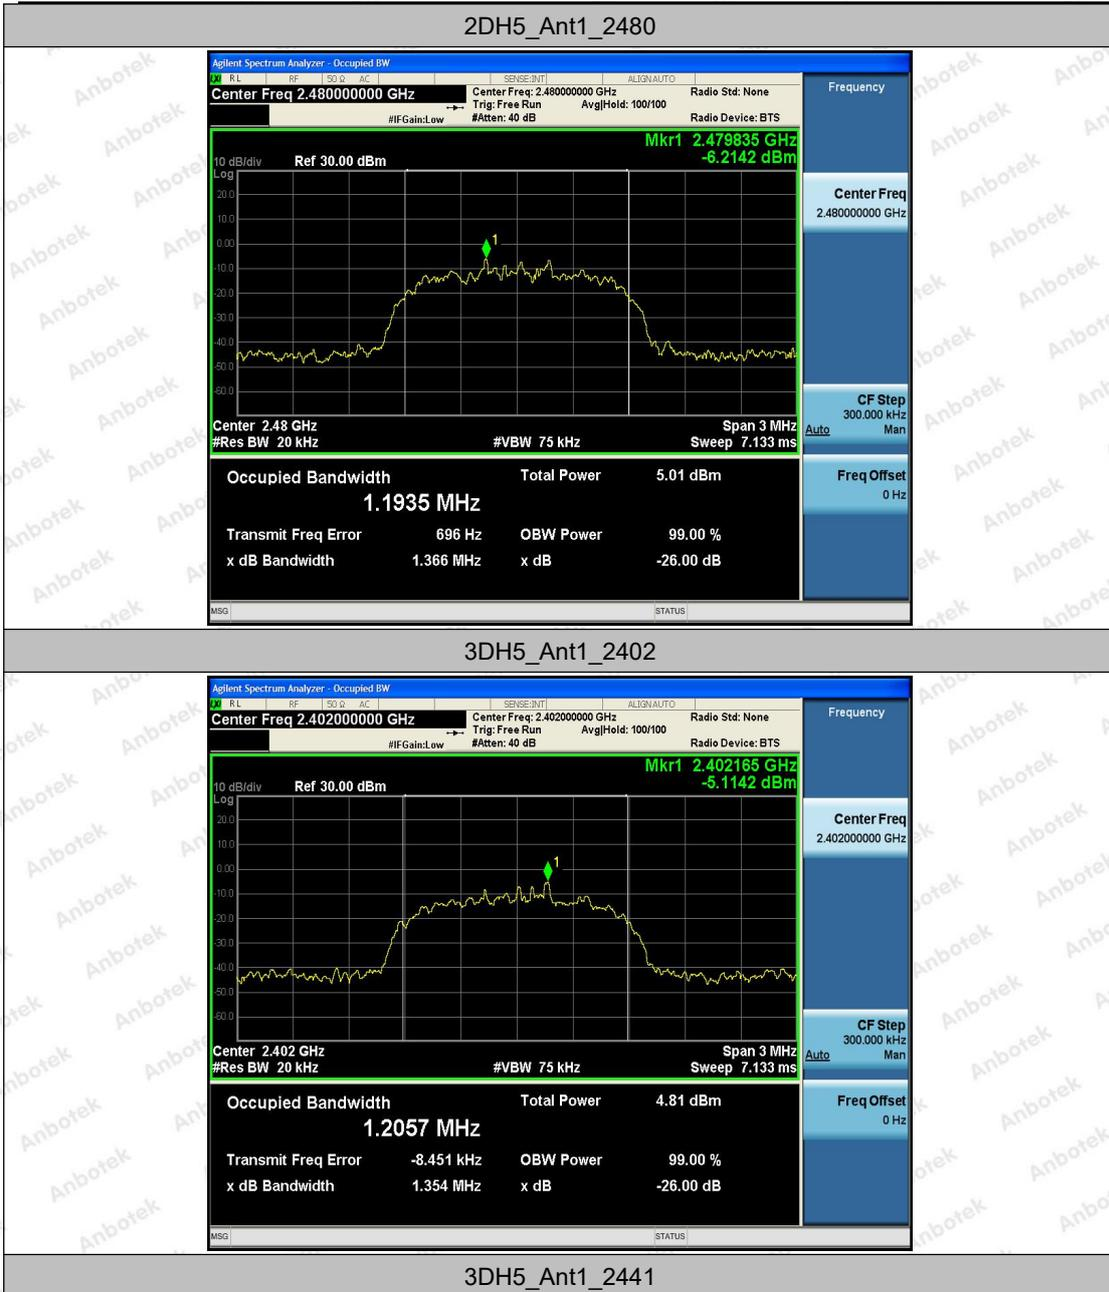 2DH5_Ant1_2480
Agilent Spectrum Analyzer - Occupied BW
LXI RL RF 50 Ω AC SENSE:INT ALIGN AUTO
Center Freq 2.480000000 GHz Center Freq: 2.480000000 GHz Radio Std: None Frequency
Trig: Free Run Avg|Hold: 100/100
#IFGain:Low #Atten: 40 dB Radio Device: BTS
Mkr1 2.479835 GHz
-6.2142 dBm
10 dB/div Ref 30.00 dBm
Log
20.0
10.0
0.00
-10.0
-20.0
-30.0
-40.0
-50.0
-60.0
1
Center Freq
2.480000000 GHz
Center 2.48 GHz Span 3 MHz
#Res BW 20 kHz #VBW 75 kHz Sweep 7.133 ms
CF Step
300.000 kHz
Auto Man
Occupied Bandwidth Total Power 5.01 dBm
1.1935 MHz
Transmit Freq Error 696 Hz OBW Power 99.00 %
x dB Bandwidth 1.366 MHz x dB -26.00 dB
Freq Offset
0 Hz
MSG STATUS
3DH5_Ant1_2402
Agilent Spectrum Analyzer - Occupied BW
LXI RL RF 50 Ω AC SENSE:INT ALIGN AUTO
Center Freq 2.402000000 GHz Center Freq: 2.402000000 GHz Radio Std: None Frequency
Trig: Free Run Avg|Hold: 100/100
#IFGain:Low #Atten: 40 dB Radio Device: BTS
Mkr1 2.402165 GHz
-5.1142 dBm
10 dB/div Ref 30.00 dBm
Log
20.0
10.0
0.00
-10.0
-20.0
-30.0
-40.0
-50.0
-60.0
1
Center Freq
2.402000000 GHz
Center 2.402 GHz Span 3 MHz
#Res BW 20 kHz #VBW 75 kHz Sweep 7.133 ms
CF Step
300.000 kHz
Auto Man
Occupied Bandwidth Total Power 4.81 dBm
1.2057 MHz
Transmit Freq Error -8.451 kHz OBW Power 99.00 %
x dB Bandwidth 1.354 MHz x dB -26.00 dB
Freq Offset
0 Hz
MSG STATUS
3DH5_Ant1_2441
Anbotek